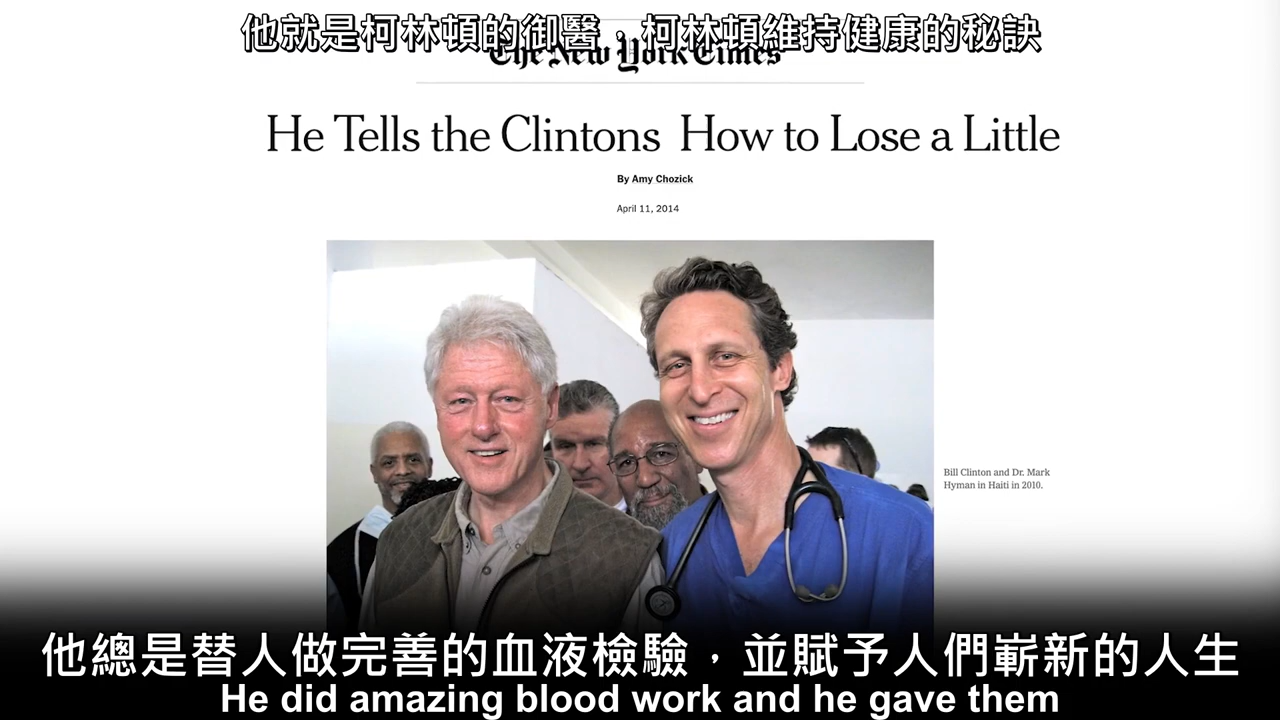 他就是柯林頓的御醫，柯林頓維持健康的秘訣
The New York Times
He Tells the Clintons How to Lose a Little
By Amy Chozick
April 11, 2014
Bill Clinton and Dr. Mark
Hyman in Haiti in 2010.
他總是替人做完善的血液檢驗，並賦予人們嶄新的人生
He did amazing blood work and he gave them